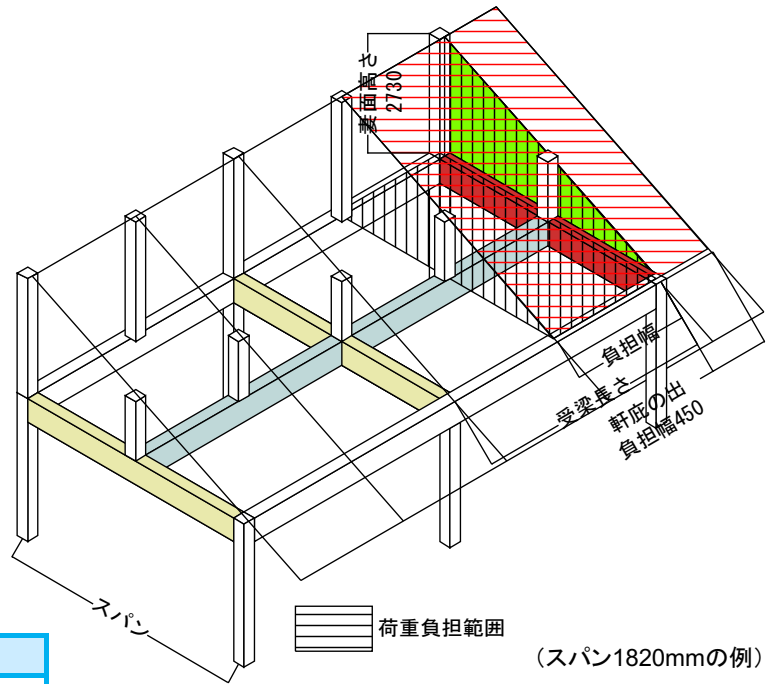 妻面高さ
2730
負担幅
受梁長さ
軒庇の出
負担幅450
スパン
荷重負担範囲
（スパン1820mmの例）